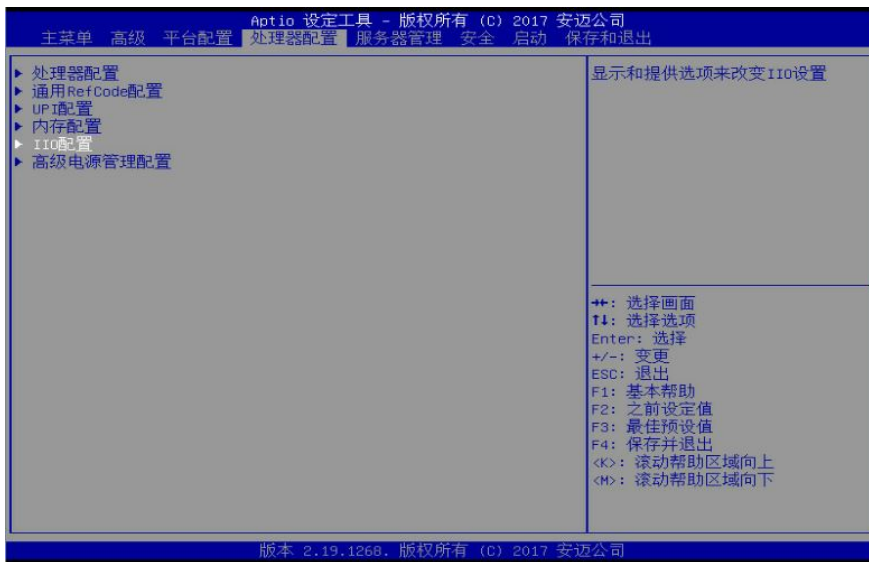 Aptio 设定工具 - 版权所有 (C) 2017 安迈公司
主菜单 高级 平台配置 处理器配置 服务器管理 安全 启动 保存和退出
处理器配置
通用RefCode配置
UPI配置
内存配置
IIO配置
高级电源管理配置
显示和提供选项来改变IIO设置
→←: 选择画面
↑↓: 选择选项
Enter: 选择
+/-: 变更
ESC: 退出
F1: 基本帮助
F2: 之前设定值
F3: 最佳预设值
F4: 保存并退出
<K>: 滚动帮助区域向上
<M>: 滚动帮助区域向下
版本 2.19.1268. 版权所有 (C) 2017 安迈公司